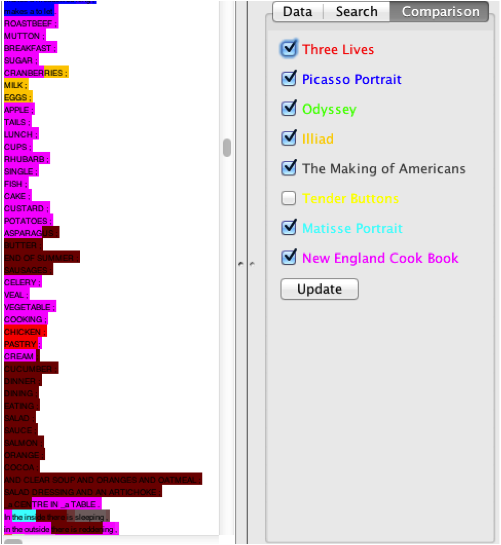 makes a to be
ROASTBEEF ;
MUTTON ;
BREAKFAST ;
SUGAR ;
CRANBERRIES ;
MILK ;
EGGS ;
APPLE ;
TAILS ;
LUNCH ;
CUPS ;
RHUBARB ;
SINGLE ;
FISH ;
CAKE ;
CUSTARD ;
POTATOES ;
ASPARAGUS ;
BUTTER ;
END OF SUMMER ;
SAUSAGES ;
CELERY ;
VEAL ;
VEGETABLE ;
COOKING ;
CHICKEN ;
PASTRY ;
CREAM ;
CUCUMBER ;
DINNER ;
DINING ;
EATING ;
SALAD ;
SAUCE ;
SALMON ;
ORANGE ;
COCOA ;
AND CLEAR SOUP AND ORANGES AND OATMEAL ;
SALAD DRESSING AND AN ARTICHOKE .
_ a CENTRE IN _ a TABLE .
In the inside there is sleeping ,
in the outside there is reddening ,
Data Search Comparison
Three Lives
Picasso Portrait
Odyssey
Illiad
The Making of Americans
Tender Buttons
Matisse Portrait
New England Cook Book
Update